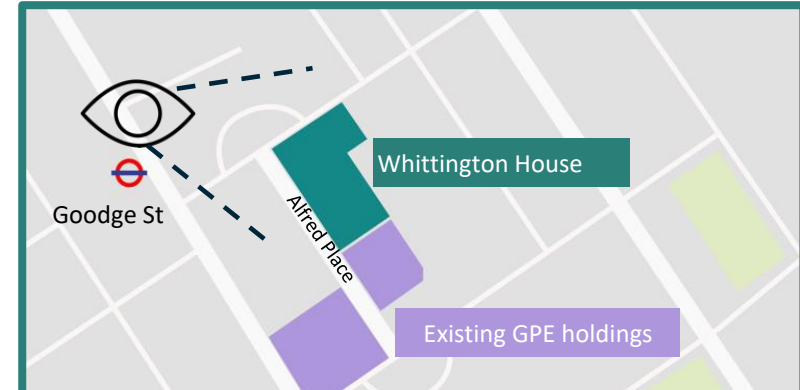 Whittington House
Goodge St
Alfred Place
Existing GPE holdings